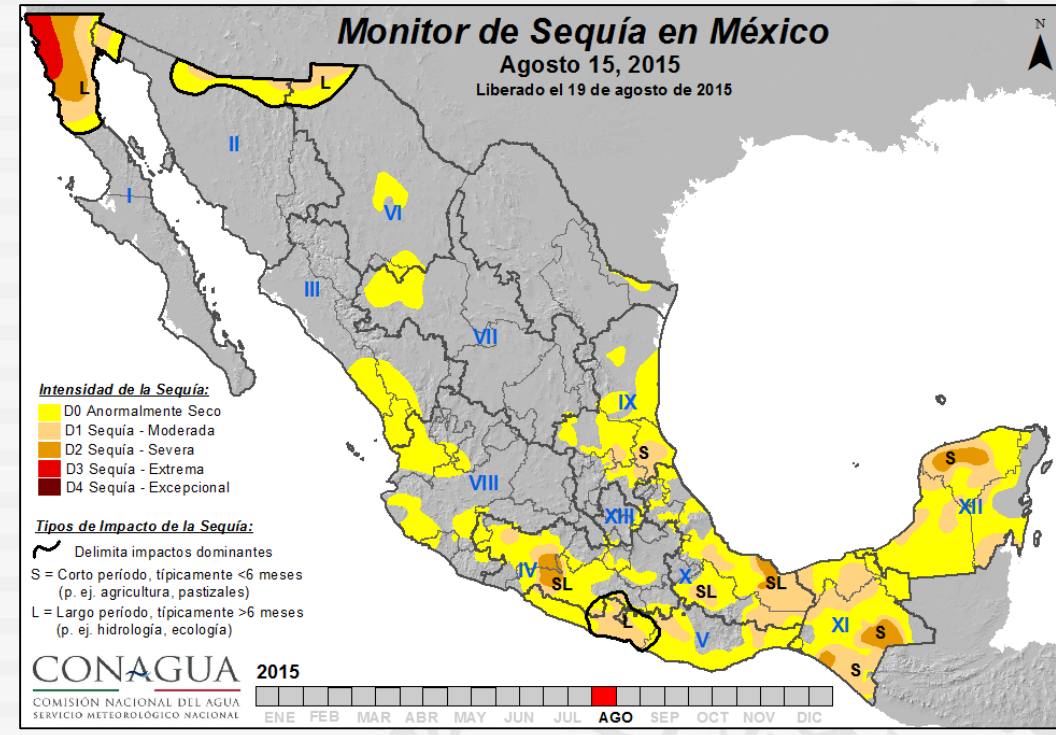 Monitor de Sequía en México
Agosto 15, 2015
Liberado el 19 de agosto de 2015
N
L
L
II
I
VI
III
VII
IX
S
VIII
XIII
S
XII
IV
SL
X
SL
SL
L
V
XI
S
S
Intensidad de la Sequía:
D0 Anormalmente Seco
D1 Sequía - Moderada
D2 Sequía - Severa
D3 Sequía - Extrema
D4 Sequía - Excepcional
Tipos de Impacto de la Sequía:
Delimita impactos dominantes
S = Corto período, típicamente <6 meses
(p. ej. agricultura, pastizales)
L = Largo período, típicamente >6 meses
(p. ej. hidrología, ecología)
CONAGUA
COMISIÓN NACIONAL DEL AGUA
SERVICIO METEOROLÓGICO NACIONAL
2015
ENE FEB MAR ABR MAY JUN JUL AGO SEP OCT NOV DIC